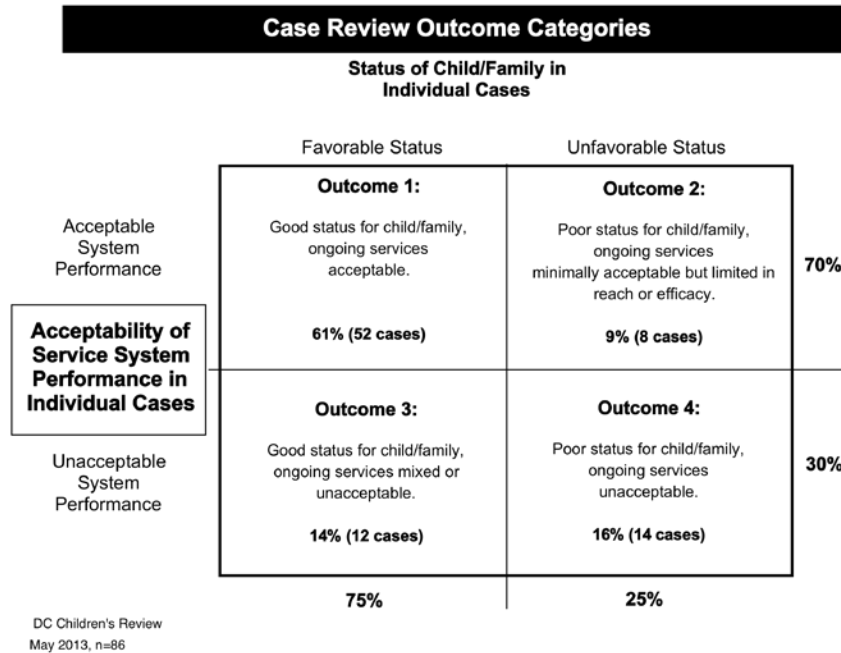 Case Review Outcome Categories
Status of Child/Family in
Individual Cases
Favorable Status
Unfavorable Status
Acceptable
System
Performance
Outcome 1:
Good status for child/family,
ongoing services
acceptable.
61% (52 cases)
Outcome 2:
Poor status for child/family,
ongoing services
minimally acceptable but limited in
reach or efficacy.
9% (8 cases)
70%
Acceptability of
Service System
Performance in
Individual Cases
Unacceptable
System
Performance
Outcome 3:
Good status for child/family,
ongoing services mixed or
unacceptable.
14% (12 cases)
Outcome 4:
Poor status for child/family,
ongoing services
unacceptable.
16% (14 cases)
30%
75%
25%
DC Children's Review
May 2013, n=86